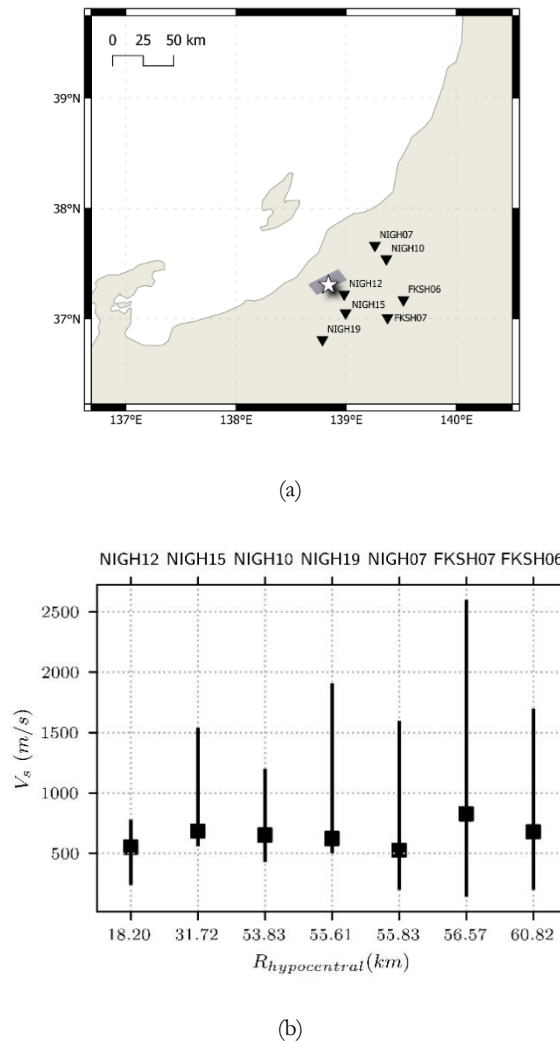 0 25 50 km
39°N
38°N
NIGH07
NIGH10
NIGH12
FKSH06
NIGH15
37°N
FKSH07
NIGH19
137°E 138°E 139°E 140°E
(a)
NIGH12 NIGH15 NIGH10 NIGH19 NIGH07 FKSH07 FKSH06
2500
2000
1500
1000
500
V_s (m/s)
18.20 31.72 53.83 55.61 55.83 56.57 60.82
R_hypocentral(km)
(b)